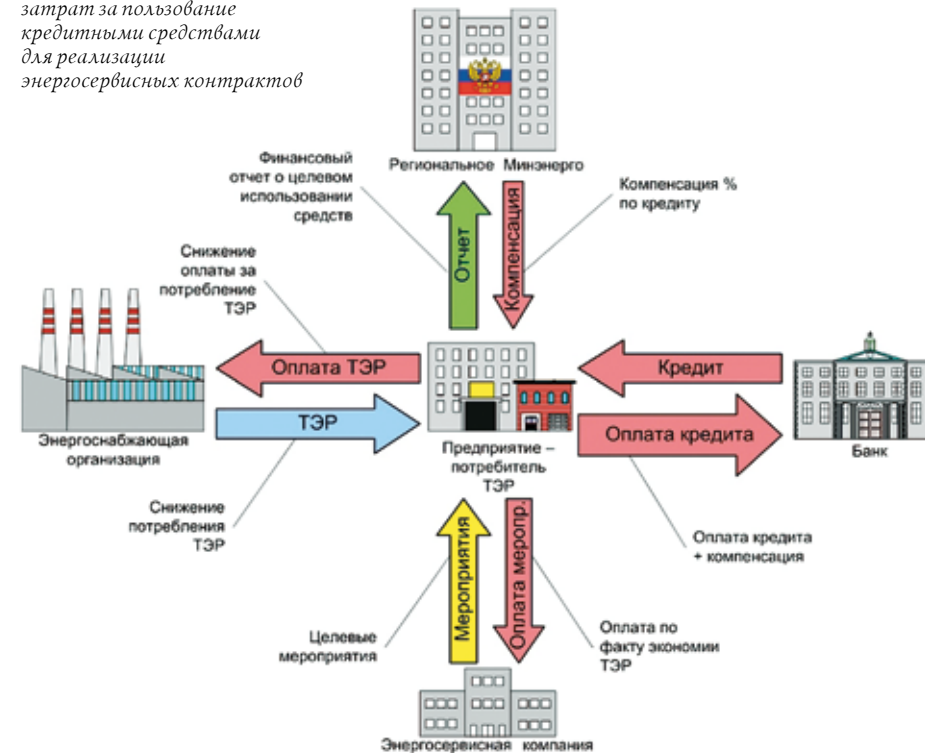 затрат за пользование
кредитными средствами
для реализации
энергосервисных контрактов
Региональное Минэнерго
Финансовый
отчет о целевом
использовании
средств
Компенсация %
по кредиту
Отчет
Компенсация
Снижение
оплаты за
потребление
ТЭР
Оплата ТЭР
Кредит
ТЭР
Оплата кредита
Энергоснабжающая
организация
Предприятие –
потребитель
ТЭР
Банк
Снижение
потребления
ТЭР
Оплата кредита
+ компенсация
Мероприятия
Оплата меропр.
Целевые
мероприятия
Оплата по
факту экономии
ТЭР
Энергосервисная компания